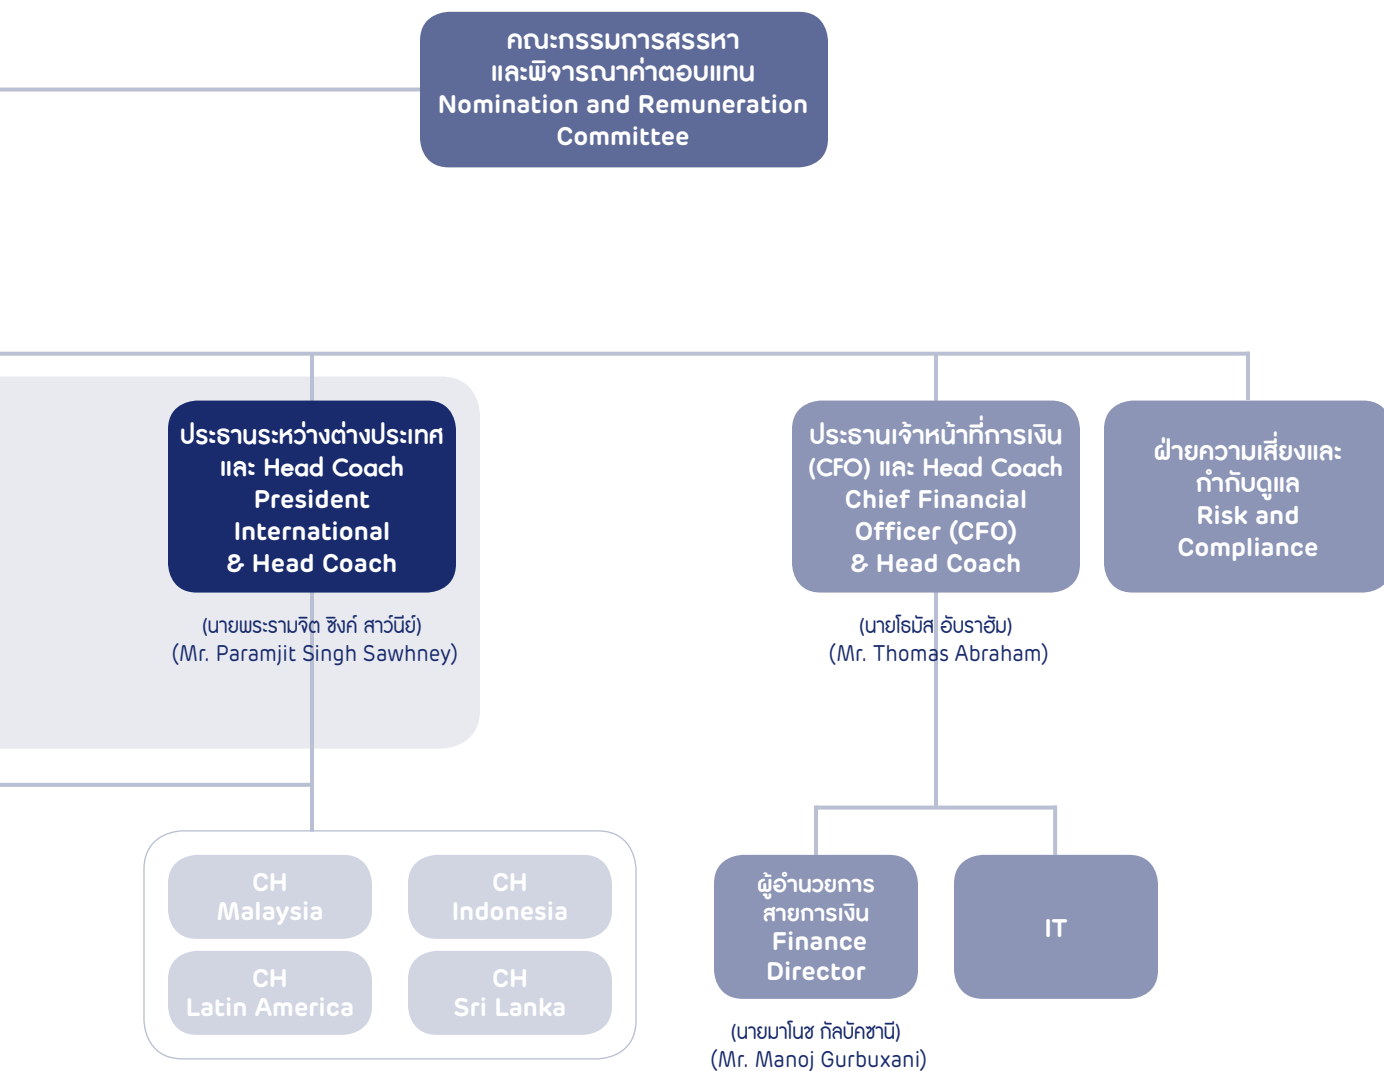 คณะกรรมการสรรหา
และพิจารณาค่าตอบแทน
Nomination and Remuneration
Committee
ประธานระหว่างต่างประเทศ
และ Head Coach
President
International
& Head Coach
(นายพระรามจิต ซิงค์ สาว์นีย์)
(Mr. Paramjit Singh Sawhney)
ประธานเจ้าหน้าที่การเงิน
(CFO) และ Head Coach
Chief Financial
Officer (CFO)
& Head Coach
(นายโธมัส อับราฮัม)
(Mr. Thomas Abraham)
ฝ่ายความเสี่ยงและ
กำกับดูแล
Risk and
Compliance
CH
Malaysia
CH
Indonesia
CH
Latin America
CH
Sri Lanka
ผู้อำนวยการ
สายการเงิน
Finance
Director
(นายมาโนช กัลบัคซานี)
(Mr. Manoj Gurbuxani)
IT